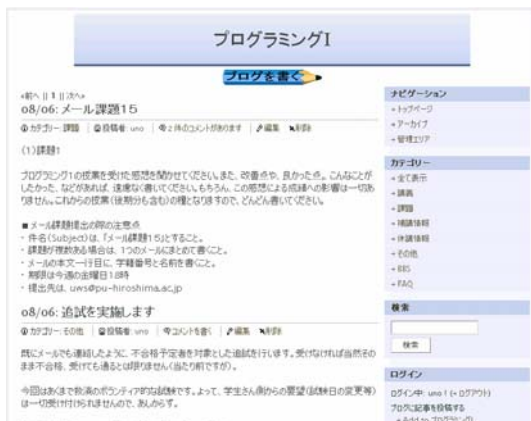 プログラミングI
ブログを書く
<前へ || 1 || 次へ>
08/06: メール課題15
カテゴリー: 課題 | 投稿者: uno | 2 件のコメントがあります | 編集 削除
(1)課題1
プログラミング1の授業を受けた感想を聞かせてください。また、改善点や、良かった点。こんなことが
したかった、などがあれば、遠慮なく書いてください。もちろん、この感想による成績への影響は一切あ
りません。これからの授業(後期分も含む)の糧となりますので、どんどん書いてください。
■メール課題提出の際の注意点
・件名(Subject)は、「メール課題15」とすること。
・課題が複数ある場合は、1つのメールにまとめて書くこと。
・メールの本文一行目に、学籍番号と名前を書くこと。
・期限は今週の金曜日18時
・提出先は、uws@pu-hiroshima.ac.jp
08/06: 追試を実施します
カテゴリー: その他 | 投稿者: uno | コメントを書く | 編集 削除
既にメールでも連絡したように、不合格予定者を対象とした追試を行います。受けなければ当然その
まま不合格、受けても通るとは限りません(当たり前ですが)。
今回はあくまで救済のボランティア的な試験です。よって、学生さん側からの要望(試験日の変更等)
は一切受け付けられませんので、あしからず。
ナビゲーション
トップページ
アーカイブ
管理エリア
カテゴリー
全て表示
講義
課題
補講情報
休講情報
その他
BBS
FAQ
検索
検索
ログイン
ログイン中: uno ! (ログアウト)
ブログに記事を投稿する
Add to プログラミングI